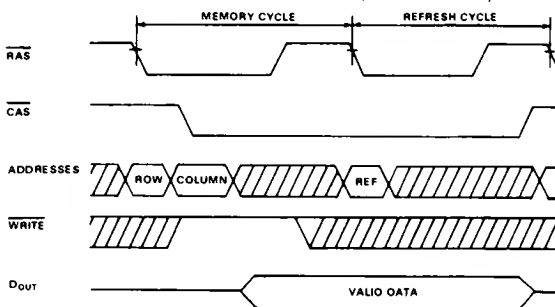 MEMORY CYCLE
REFRESH CYCLE
RAS
CAS
ADDRESSES
ROW
COLUMN
REF
WRITE
DOUT
VALIO OATA